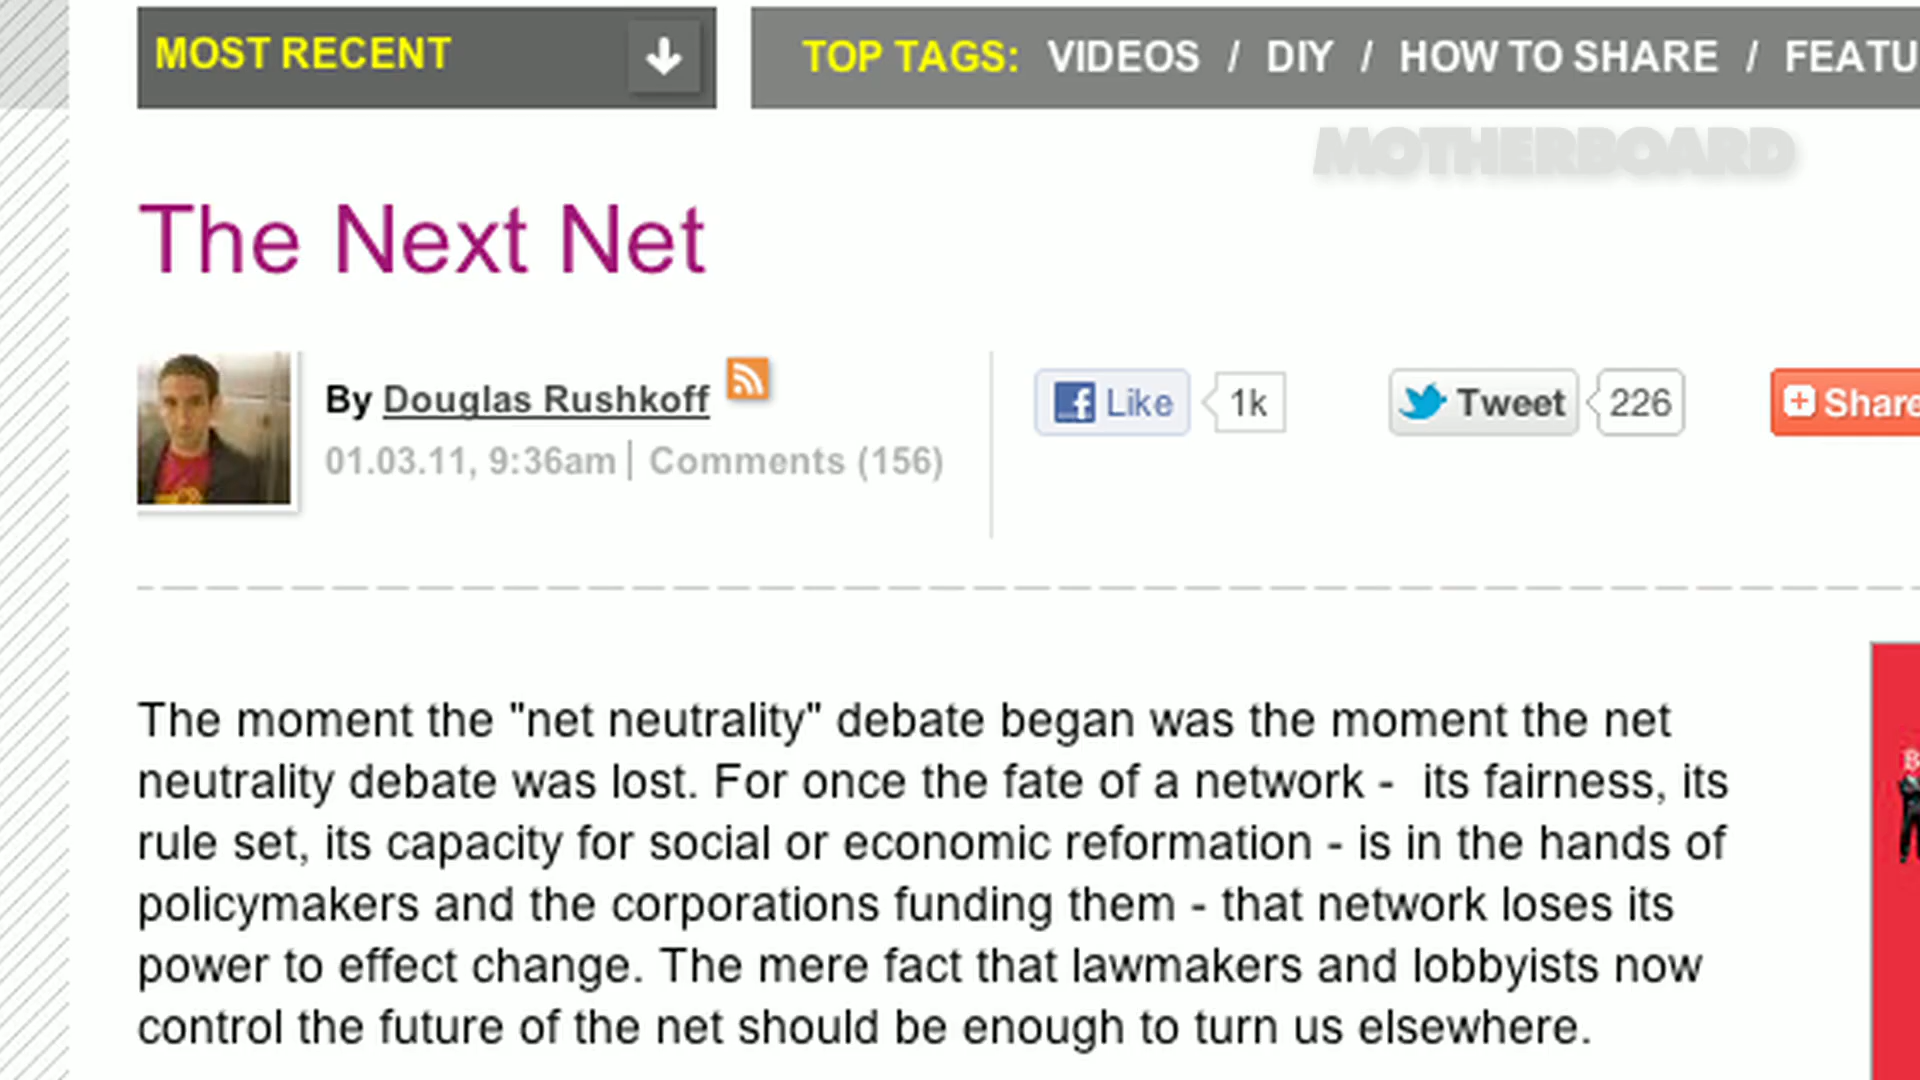 MOST RECENT
TOP TAGS: VIDEOS / DIY / HOW TO SHARE / FEATU
MOTHERBOARD
The Next Net
By Douglas Rushkoff
01.03.11, 9:36am | Comments (156)
Like 1k
Tweet 226
Share
The moment the "net neutrality" debate began was the moment the net
neutrality debate was lost. For once the fate of a network - its fairness, its
rule set, its capacity for social or economic reformation - is in the hands of
policymakers and the corporations funding them - that network loses its
power to effect change. The mere fact that lawmakers and lobbyists now
control the future of the net should be enough to turn us elsewhere.